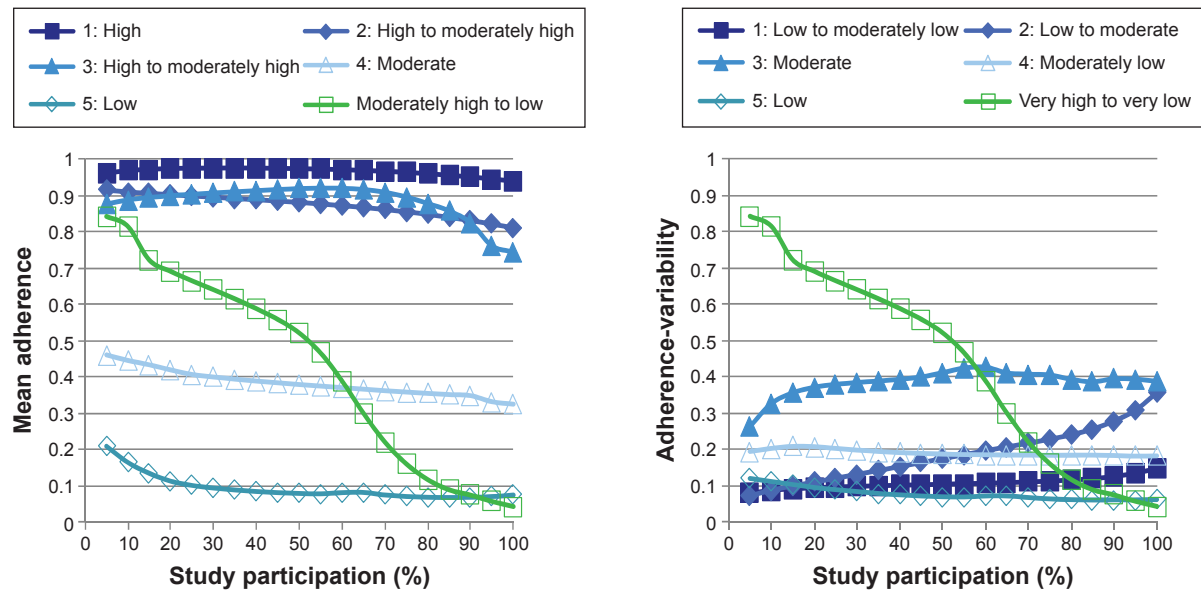 1: High
2: High to moderately high
3: High to moderately high
4: Moderate
5: Low
Moderately high to low
Mean adherence
1
0.9
0.8
0.7
0.6
0.5
0.4
0.3
0.2
0.1
0
0 10 20 30 40 50 60 70 80 90 100
Study participation (%)
1: Low to moderately low
2: Low to moderate
3: Moderate
4: Moderately low
5: Low
Very high to very low
Adherence-variability
1
0.9
0.8
0.7
0.6
0.5
0.4
0.3
0.2
0.1
0
0 10 20 30 40 50 60 70 80 90 100
Study participation (%)